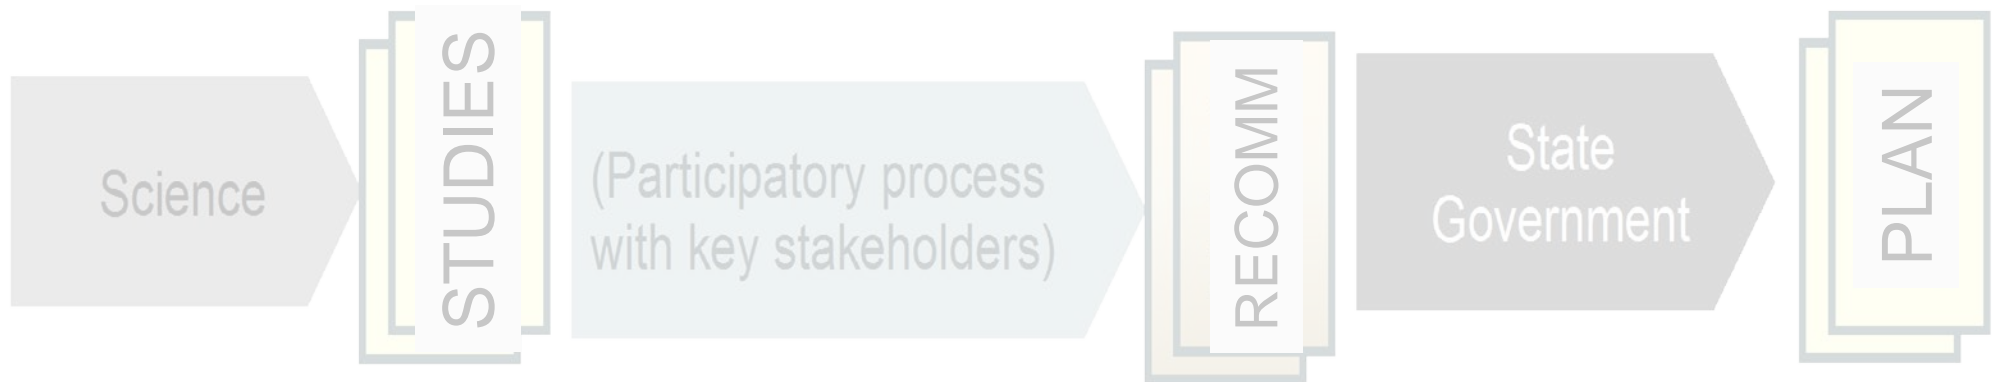 Science
STUDIES
(Participatory process
with key stakeholders)
RECOMM
State
Government
PLAN